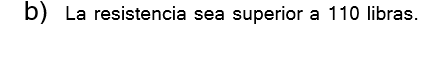 b) La resistencia sea superior a 110 libras.